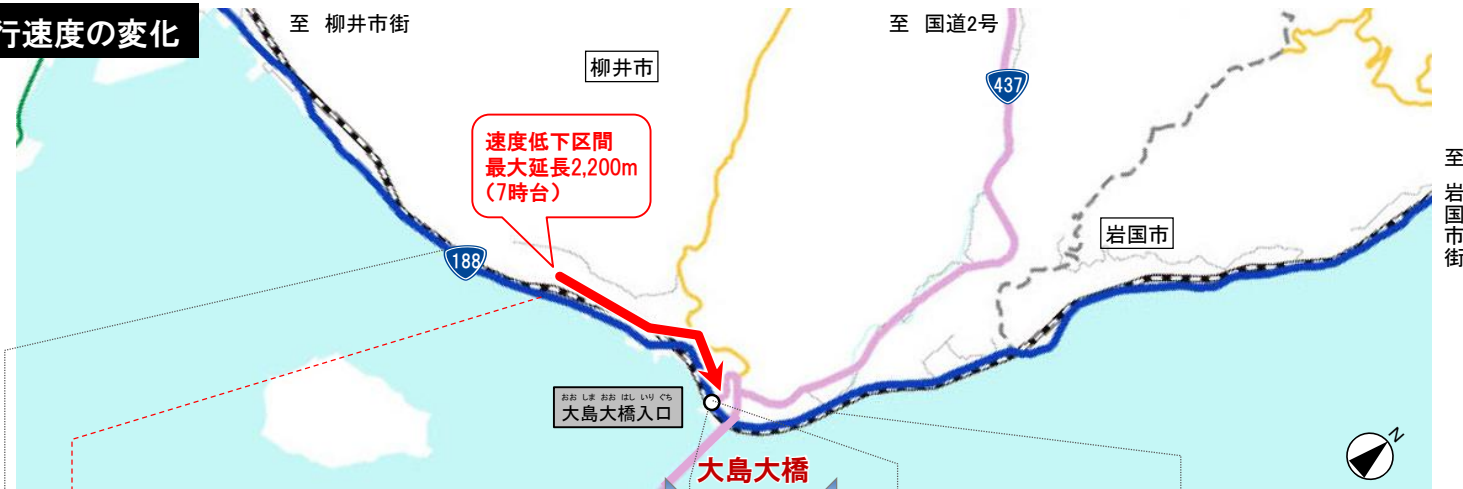 行速度の変化
至 柳井市街
至 国道2号
柳井市
437
速度低下区間
最大延長2,200m
（7時台）
至 岩国市街
岩国市
188
おお しま おお はし いり ぐち
大島大橋入口
N
大島大橋